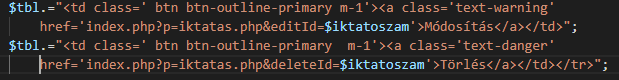 $tbl.="<td class=' btn btn-outline-primary m-1'><a class='text-warning'
href='index.php?p=iktatas.php&editId=$iktatoszam'>Módosítás</a></td>";
$tbl.="<td class=' btn btn-outline-primary  m-1'><a class='text-danger'
href='index.php?p=iktatas.php&deleteId=$iktatoszam'>Törlés</a></td></tr>";